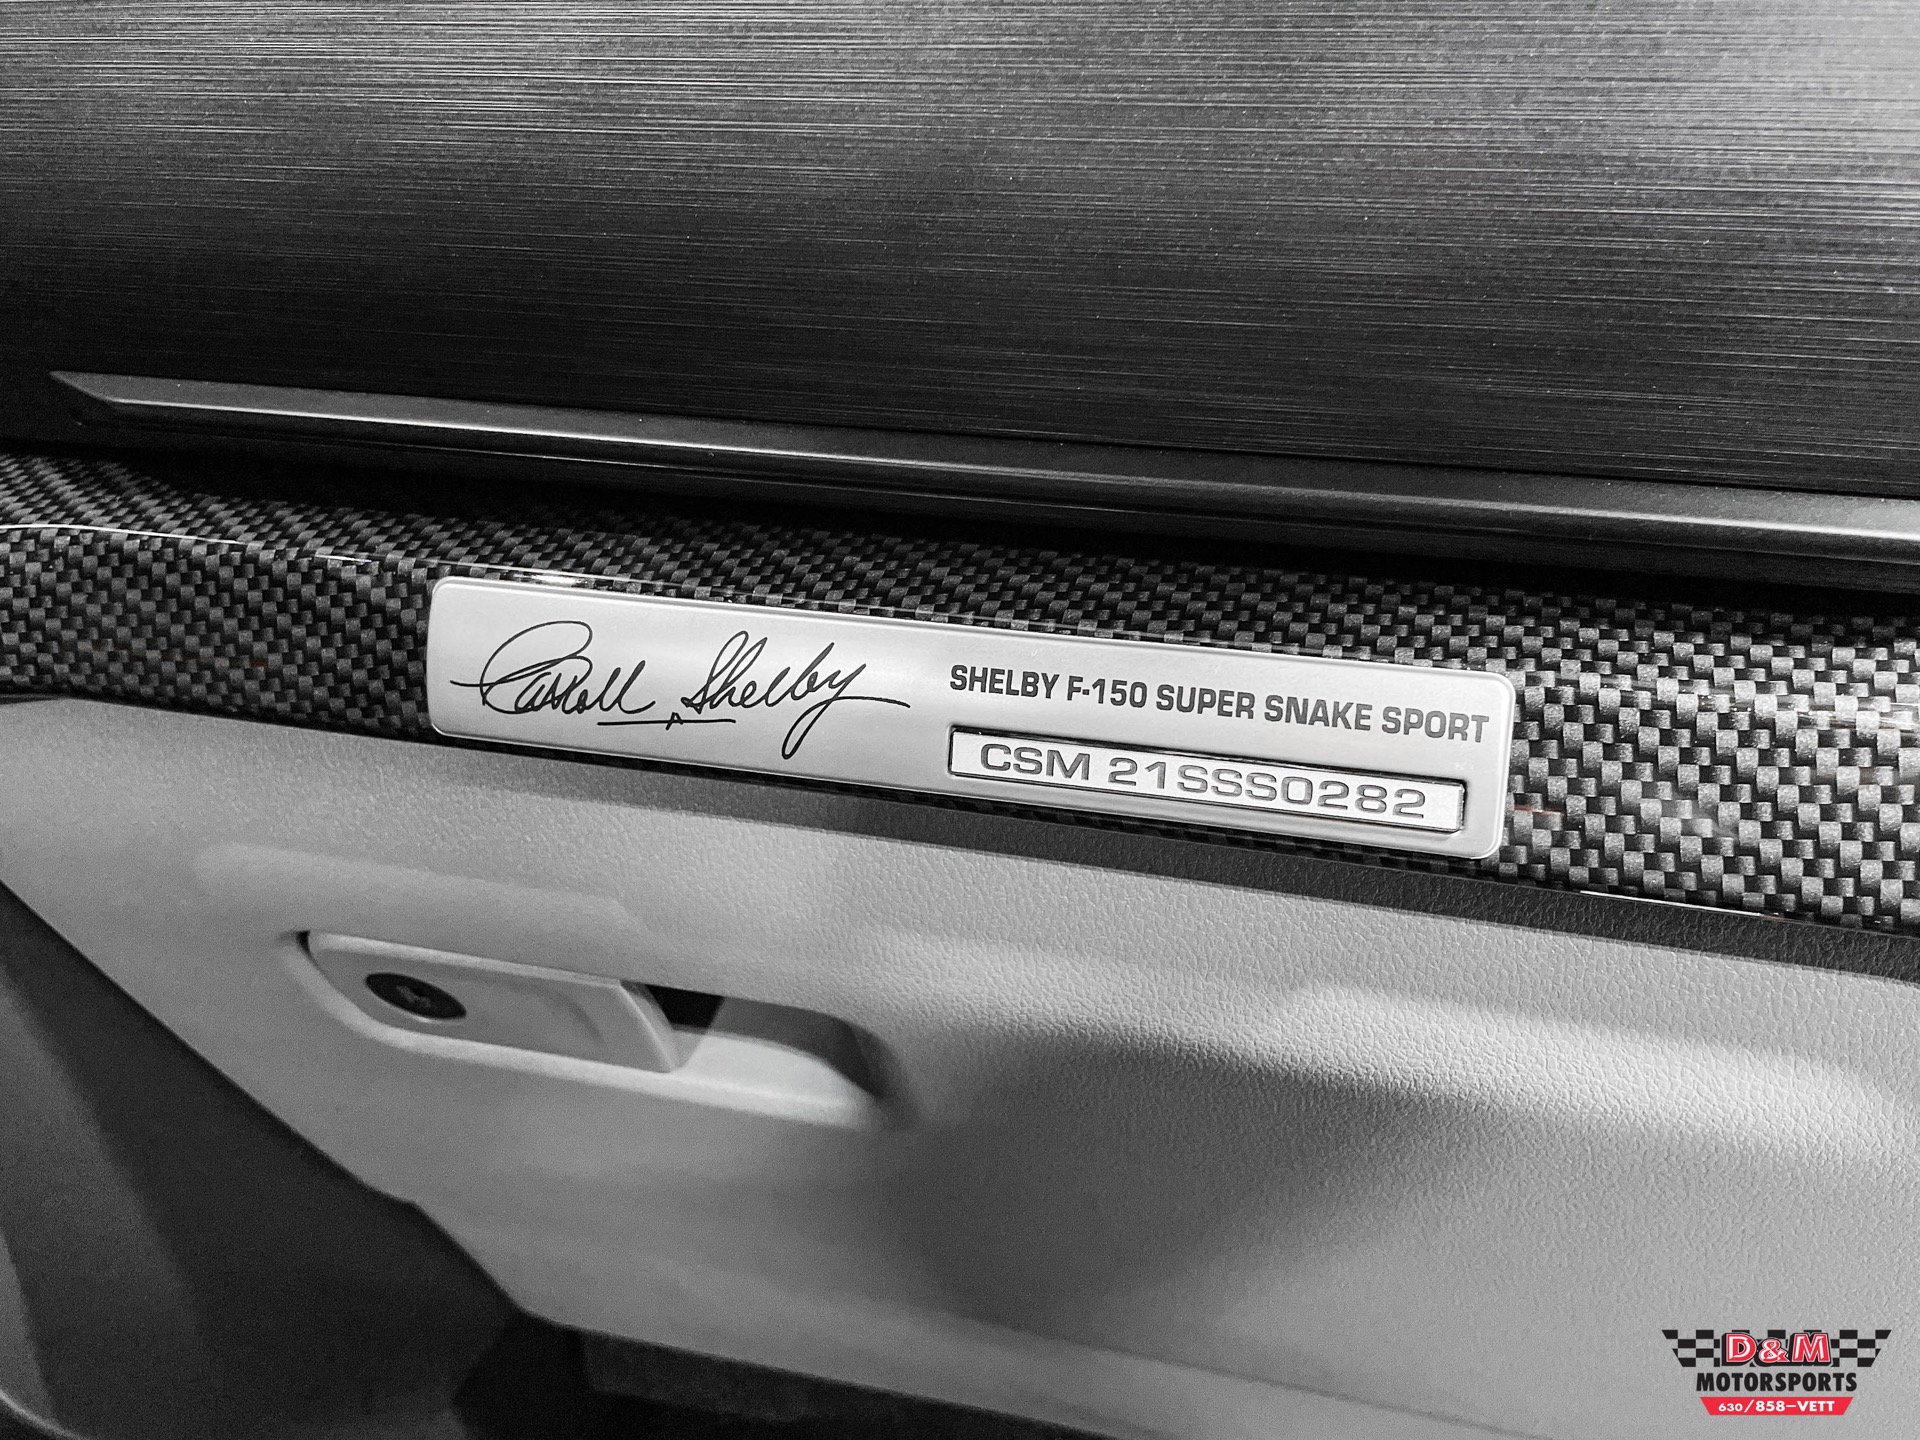 Carroll Shelby
SHELBY F-150 SUPER SNAKE SPORT
CSM 21SSS0282
D&M
MOTORSPORTS
630/858-VETT